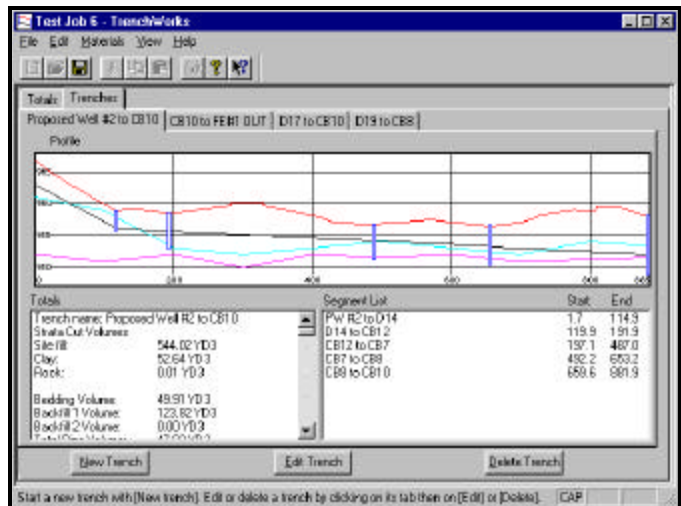 Test Job 6 - TrenchWorks
File Edit Materials View Help
Totals Trenches
Proposed Well #2 to CB10 CB10 to FE#1 OUT D17 to CB10 D19 to CB8
Profile
0 200 400 600
Totals Segment List Start End
Trench name: Proposed Well #2 to CB10
Strata Cut Volumes
Site fill: 544.02 YD3
Clay: 52.64 YD3
Rock: 0.01 YD3
Bedding Volume: 49.91 YD3
Backfill 1 Volume: 123.82 YD3
Backfill 2 Volume: 0.00 YD3
PW #2 to D14 1.7 114.9
D14 to CB12 119.9 191.9
CB12 to CB7 197.1 487.0
CB7 to CB8 492.2 653.2
CB8 to CB10 659.6 881.9
New Trench Edit Trench Delete Trench
Start a new trench with [New trench]. Edit or delete a trench by clicking on its tab then on [Edit] or [Delete]. CAP